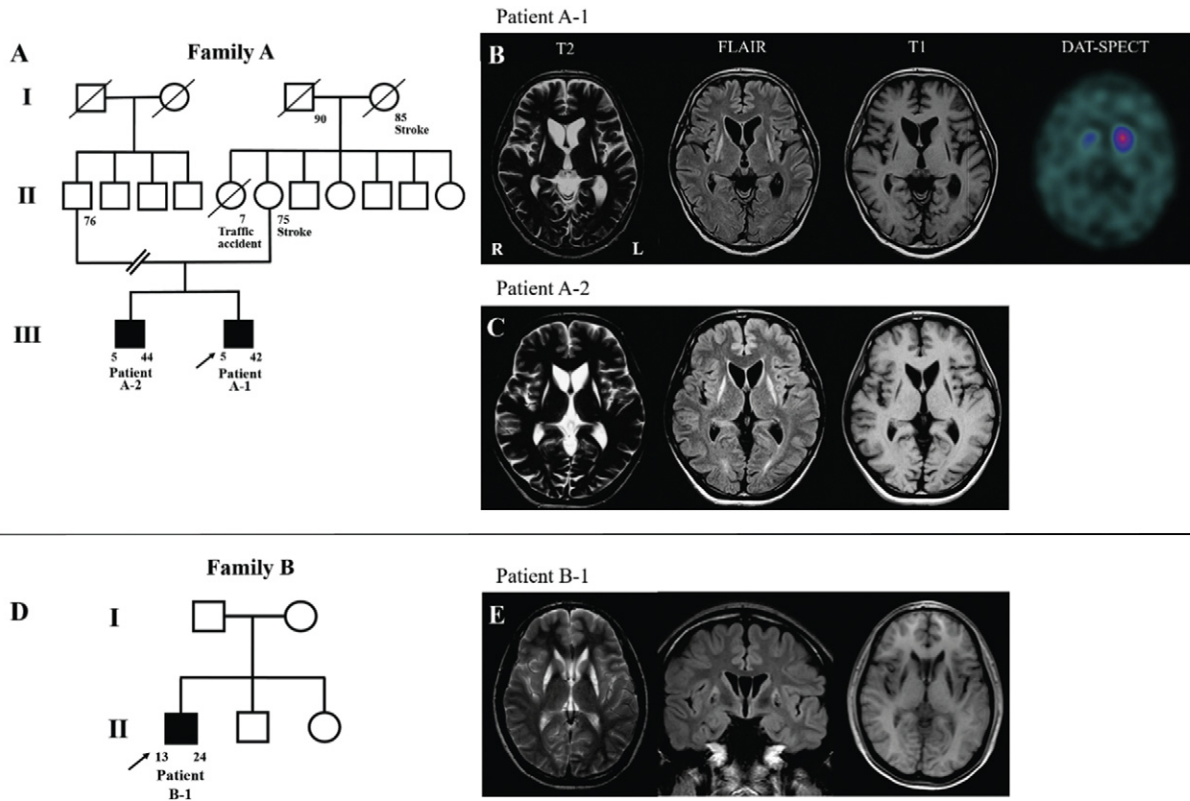 Patient A-1
A
Family A
B
T2
FLAIR
T1
DAT-SPECT
I
90
85
Stroke
II
76
7
Traffic
accident
75
Stroke
R
L
Patient A-2
C
III
5 44
Patient
A-2
5 42
Patient
A-1
Family B
Patient B-1
D
I
E
II
13 24
Patient
B-1